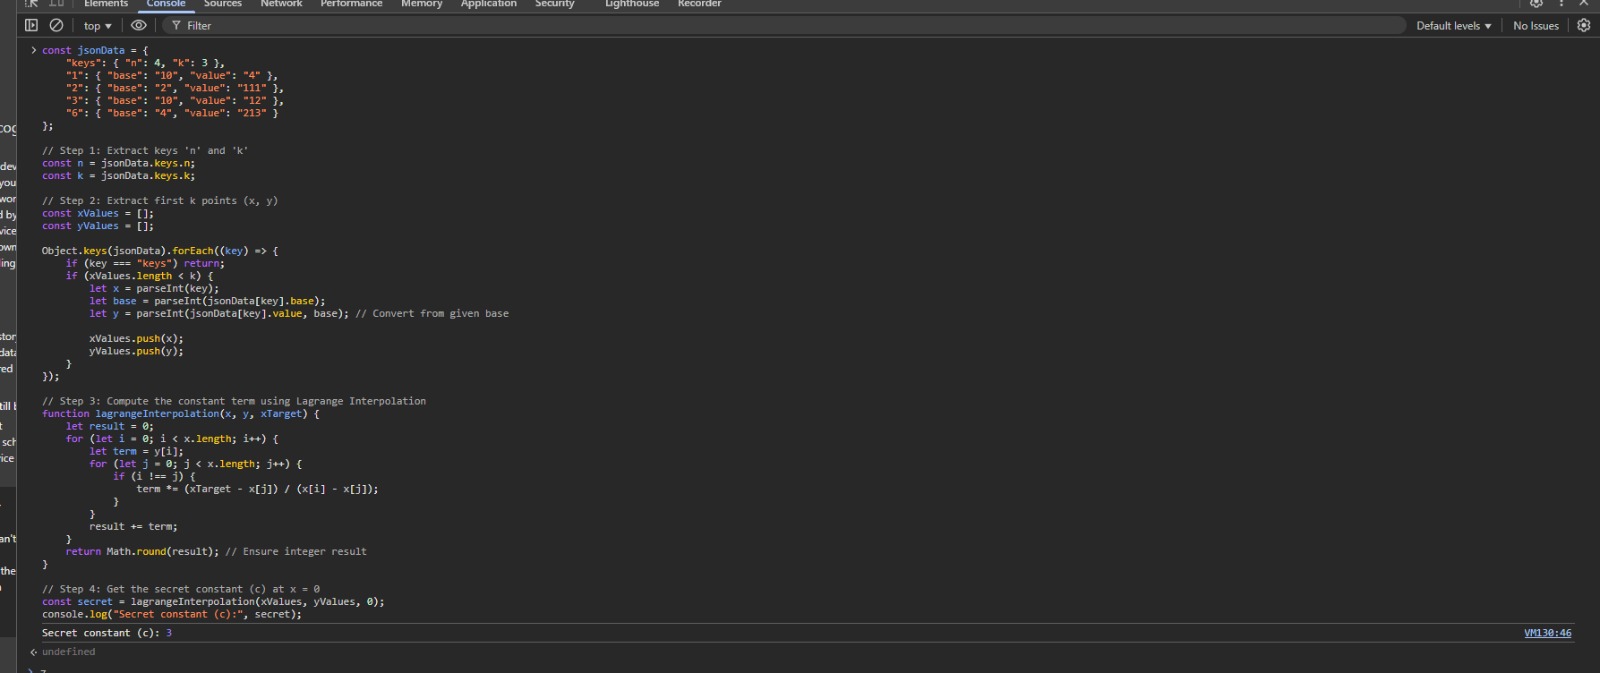 Elements Console Sources Network Performance Memory Application Security Lighthouse Recorder
top Filter Default levels No Issues
const jsonData = {
"keys": { "n": 4, "k": 3 },
"1": { "base": "10", "value": "4" },
"2": { "base": "2", "value": "111" },
"3": { "base": "10", "value": "12" },
"6": { "base": "4", "value": "213" }
};
// Step 1: Extract keys 'n' and 'k'
const n = jsonData.keys.n;
const k = jsonData.keys.k;
// Step 2: Extract first k points (x, y)
const xValues = [];
const yValues = [];
Object.keys(jsonData).forEach((key) => {
if (key === "keys") return;
if (xValues.length < k) {
let x = parseInt(key);
let base = parseInt(jsonData[key].base);
let y = parseInt(jsonData[key].value, base); // Convert from given base
xValues.push(x);
yValues.push(y);
}
});
// Step 3: Compute the constant term using Lagrange Interpolation
function lagrangeInterpolation(x, y, xTarget) {
let result = 0;
for (let i = 0; i < x.length; i++) {
let term = y[i];
for (let j = 0; j < x.length; j++) {
if (i !== j) {
term *= (xTarget - x[j]) / (x[i] - x[j]);
}
}
result += term;
}
return Math.round(result); // Ensure integer result
}
// Step 4: Get the secret constant (c) at x = 0
const secret = lagrangeInterpolation(xValues, yValues, 0);
console.log("Secret constant (c):", secret);
Secret constant (c): 3 VM130:46
undefined